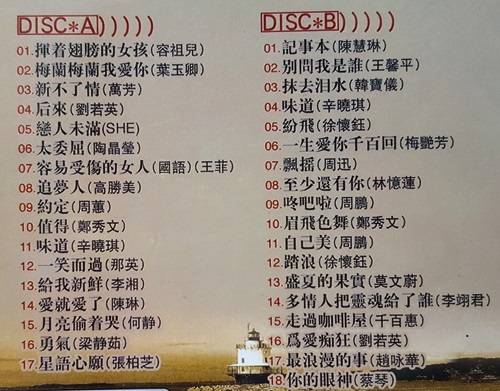 DISC*A)))))
01.揮着翅膀的女孩(容祖兒)
02.梅蘭梅蘭我愛你(葉玉卿)
03.新不了情(萬芳)
04.后來(劉若英)
05.戀人未滿(SHE)
06.太委屈(陶晶瑩)
07.容易受傷的女人(國語)(王菲)
08.追夢人(高勝美)
09.約定(周蕙)
10.值得(鄭秀文)
11.味道(辛曉琪)
12.一笑而過(那英)
13.給我新鮮(李湘)
14.愛就愛了(陳琳)
15.月亮偷着哭(何静)
16.勇氣(梁静茹)
17.星語心願(張柏芝)
DISC*B)))))
01.記事本(陳慧琳)
02.別問我是誰(王馨平)
03.抹去泪水(韓寶儀)
04.味道(辛曉琪)
05.紛飛(徐懷鈺)
06.一生愛你千百回(梅艷芳)
07.飄摇(周迅)
08.至少還有你(林憶蓮)
09.咚吧啦(周鹏)
10.眉飛色舞(鄭秀文)
11.自己美(周鹏)
12.踏浪(徐懷鈺)
13.盛夏的果實(莫文蔚)
14.多情人把靈魂給了誰(李翊君)
15.走過咖啡屋(千百惠)
16.爲愛痴狂(劉若英)
17.最浪漫的事(趙咏華)
18.你的眼神(蔡琴)